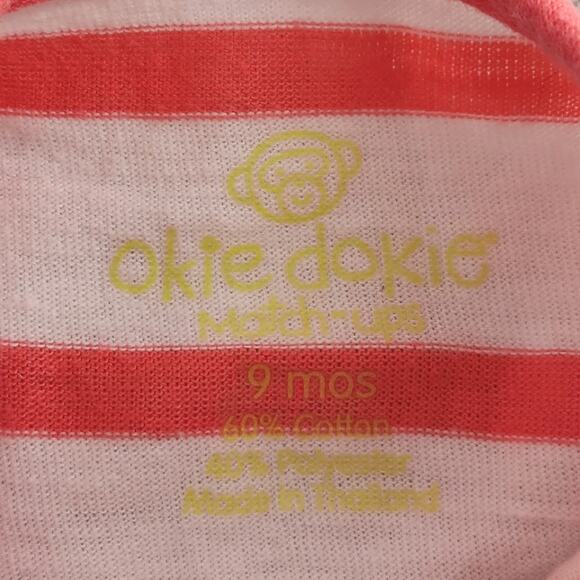 okie dokie
Match-ups
9 mos
60% Cotton
40% Polyester
Made in Thailand